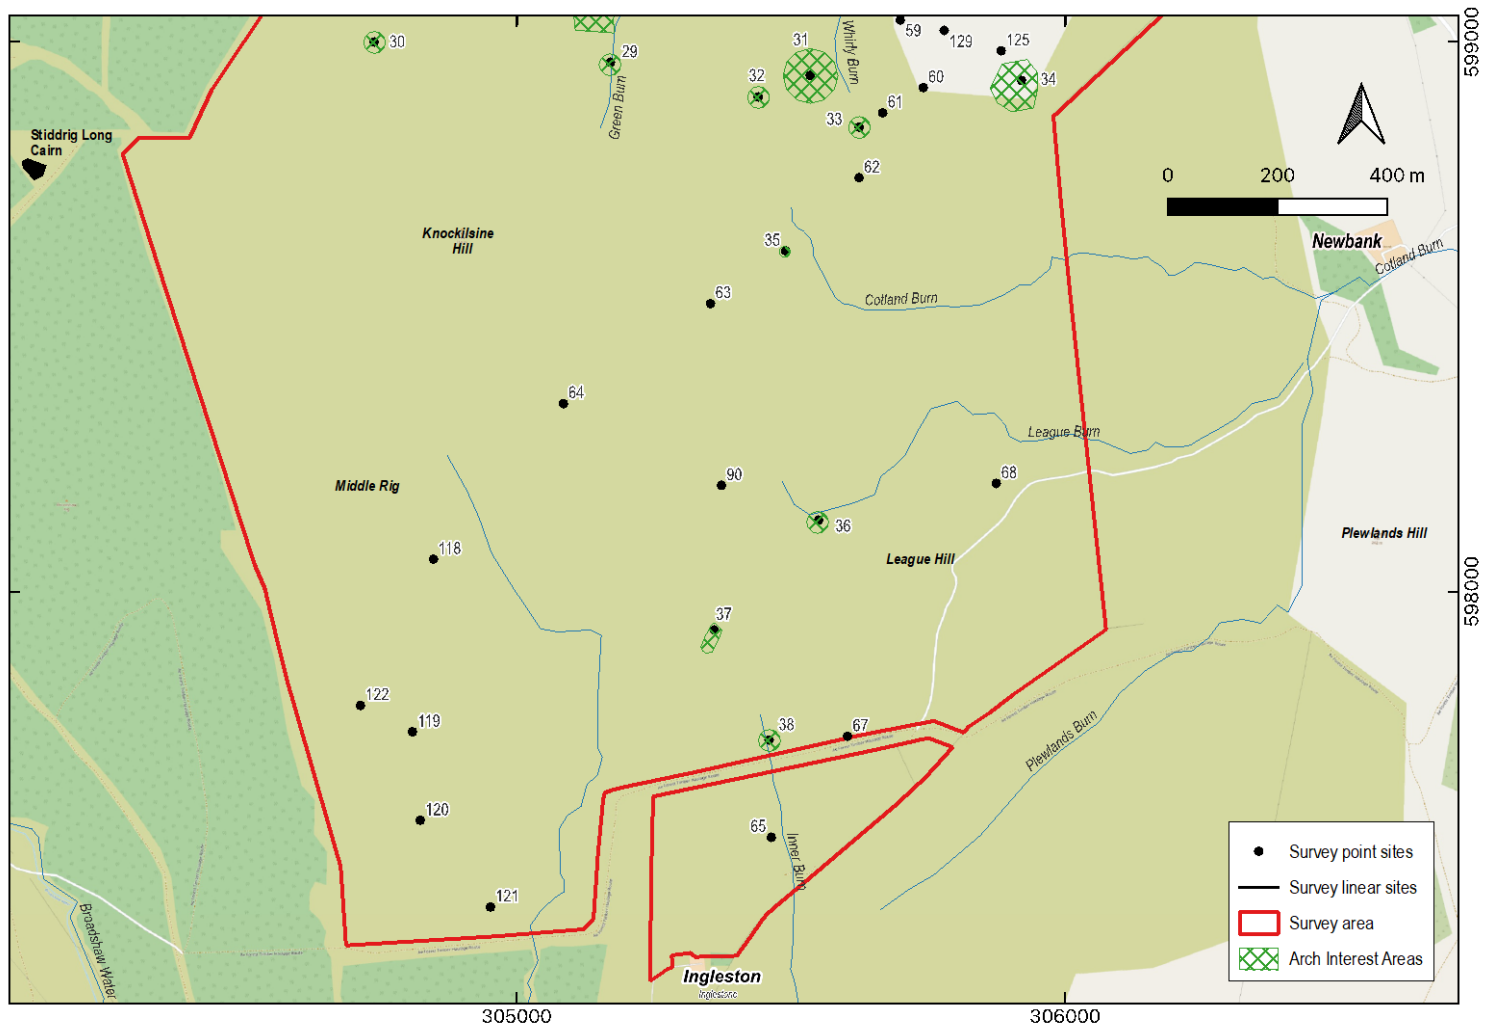 59
129
125
30
29
31
32
Whirly Burn
34
599000
Green Burn
33
61
60
62
Stiddrig Long
Cairn
0 200 400 m
Knockilsine
Hill
35
Newbank
Cotland Burn
63
Cotland Burn
64
League Burn
Middle Rig
90
68
36
118
League Hill
Plewlands Hill
598000
37
122
119
38
67
Plewlands Burn
120
65
Inner Burn
121
Broadshaw Water
Ingleston
Inglestone
Survey point sites
Survey linear sites
Survey area
Arch Interest Areas
305000
306000